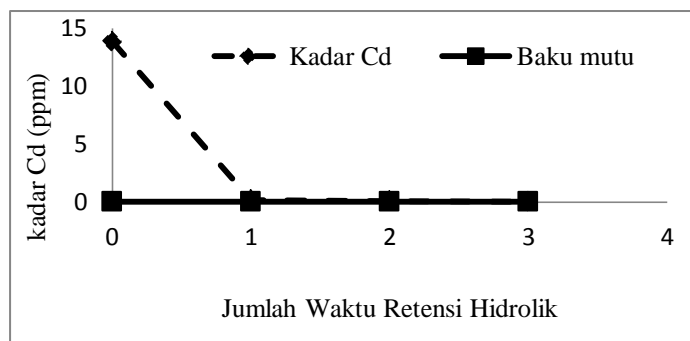 15
Kadar Cd
Baku mutu
10
5
0
kadar Cd (ppm)
0 1 2 3 4
Jumlah Waktu Retensi Hidrolik